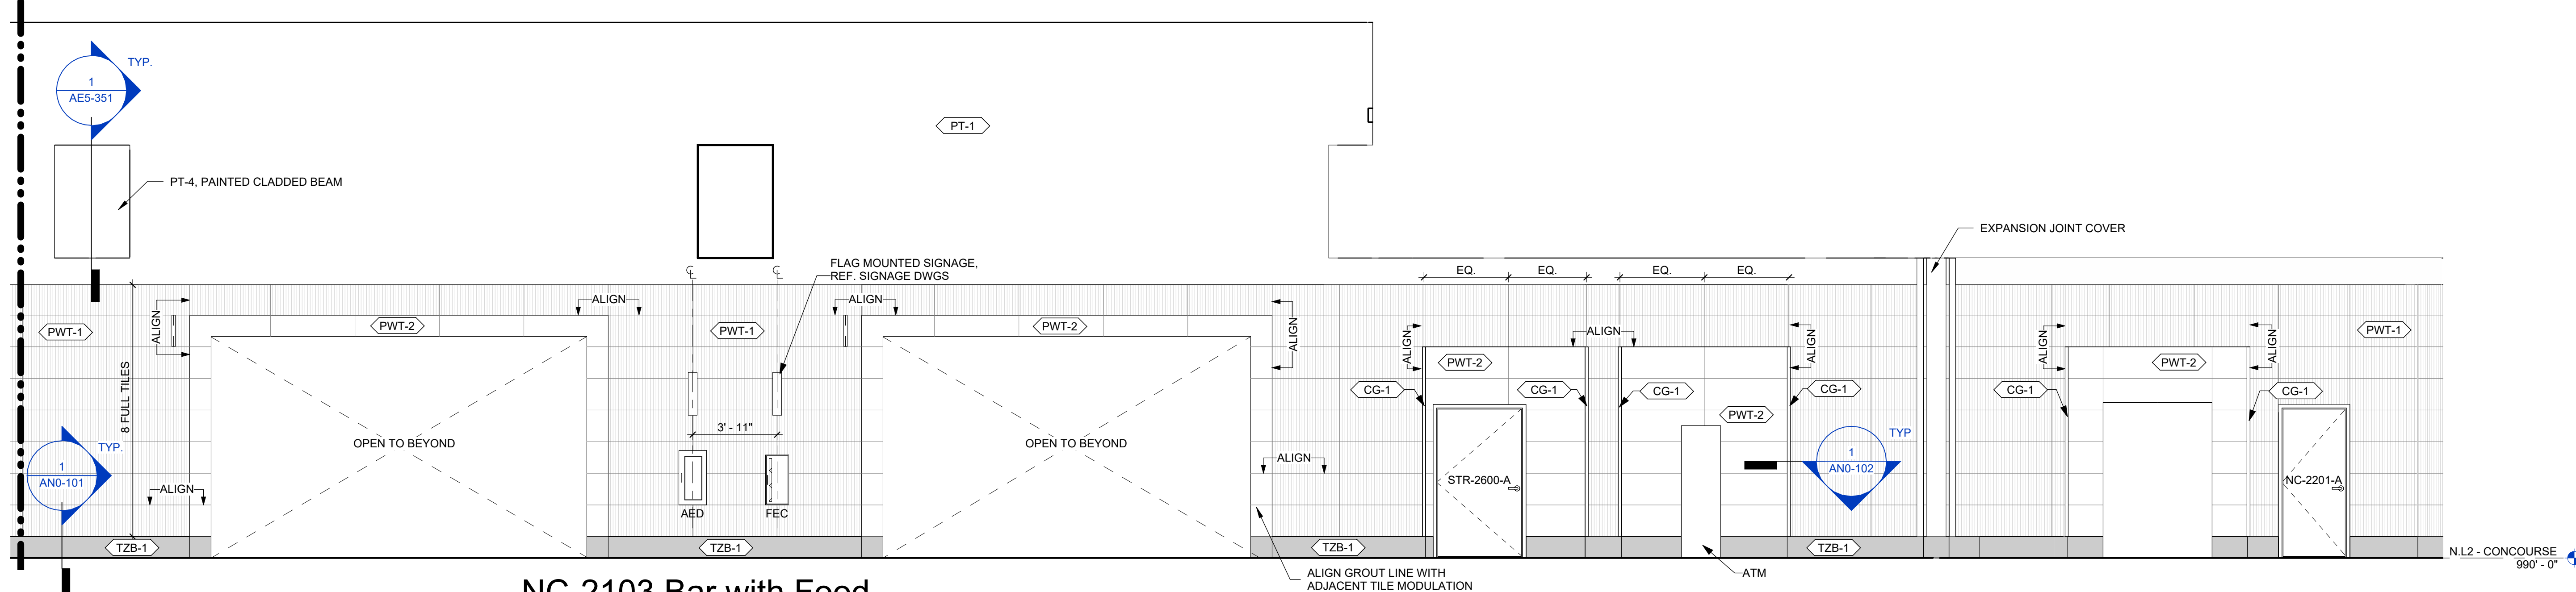 TYP.
1
AE5-351
PT-1
PT-4, PAINTED CLADDED BEAM
EXPANSION JOINT COVER
FLAG MOUNTED SIGNAGE,
REF. SIGNAGE DWGS
EQ.
EQ.
EQ.
EQ.
ALIGN
ALIGN
ALIGN
PWT-1
PWT-2
PWT-1
PWT-2
ALIGN
ALIGN
ALIGN
ALIGN
ALIGN
ALIGN
ALIGN
PWT-1
PWT-2
PWT-2
8 FULL TILES
CG-1
CG-1
CG-1
CG-1
CG-1
CG-1
PWT-2
3' - 11"
OPEN TO BEYOND
OPEN TO BEYOND
TYP.
1
AN0-101
TYP
1
AN0-102
ALIGN
ALIGN
STR-2600-A
NC-2201-A
AED
FEC
TZB-1
TZB-1
TZB-1
TZB-1
N.L2 - CONCOURSE
990' - 0"
ALIGN GROUT LINE WITH
ADJACENT TILE MODULATION
ATM
NC-2103 Bar with Food